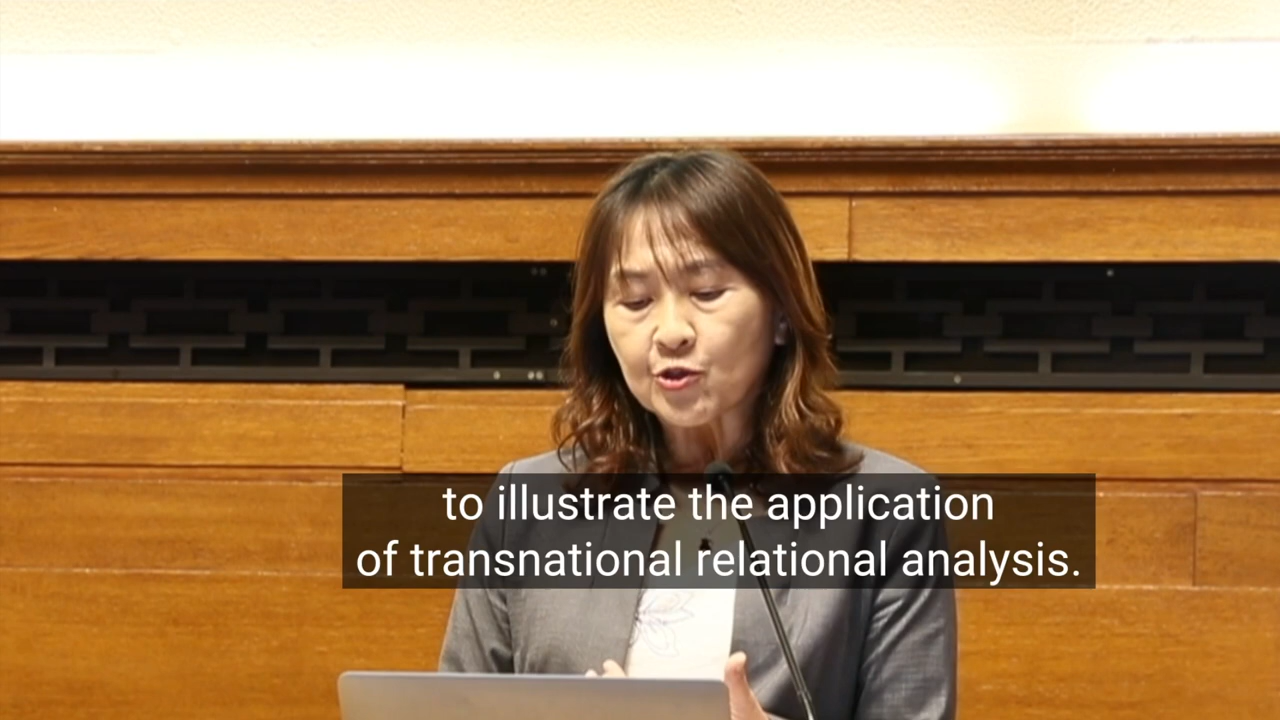 to illustrate the application
of transnational relational analysis.